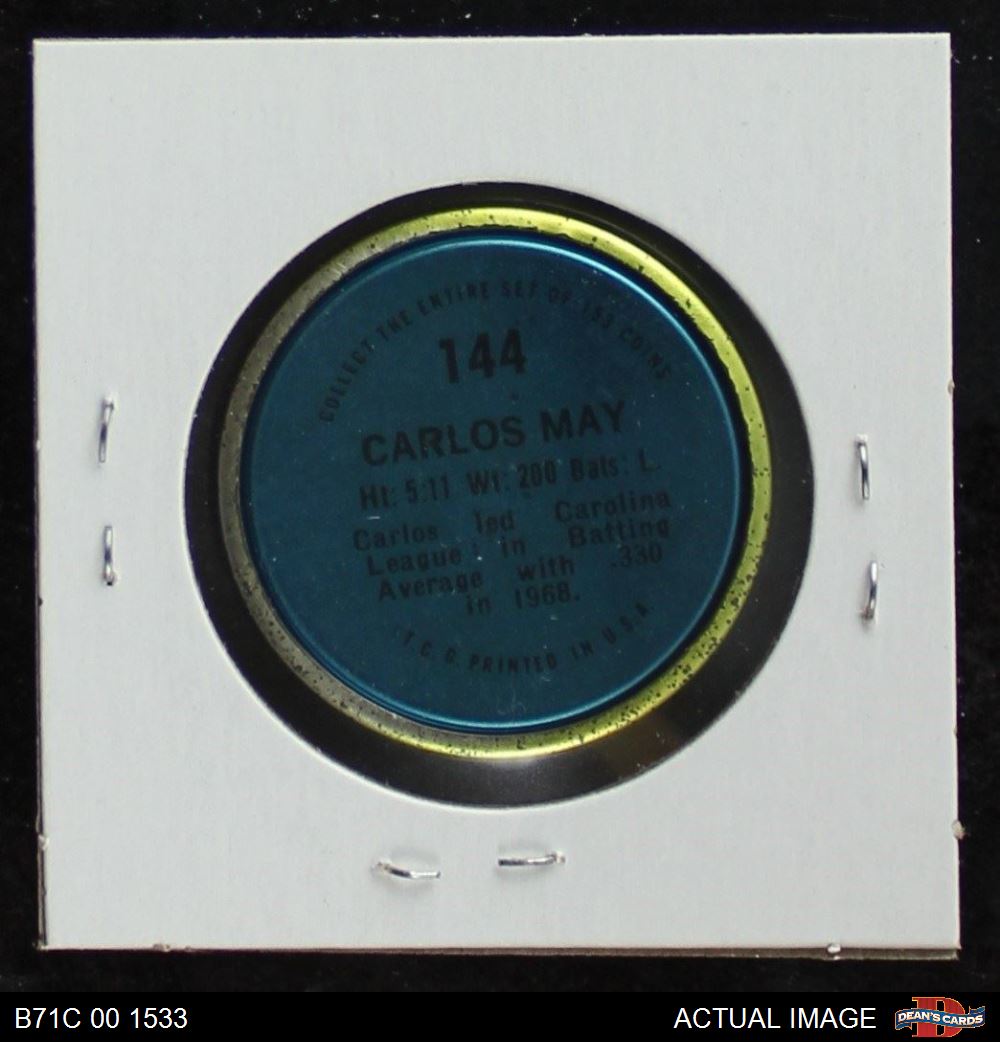 COLLECT THE ENTIRE SET OF 153 COINS
144
CARLOS MAY
Ht: 5:11 Wt: 200 Bats: L.
Carlos led Carolina
League in Batting
Average with .330
in 1968.
T.C.G. PRINTED IN U.S.A.
B71C 00 1533
ACTUAL IMAGE
DEAN'S CARDS